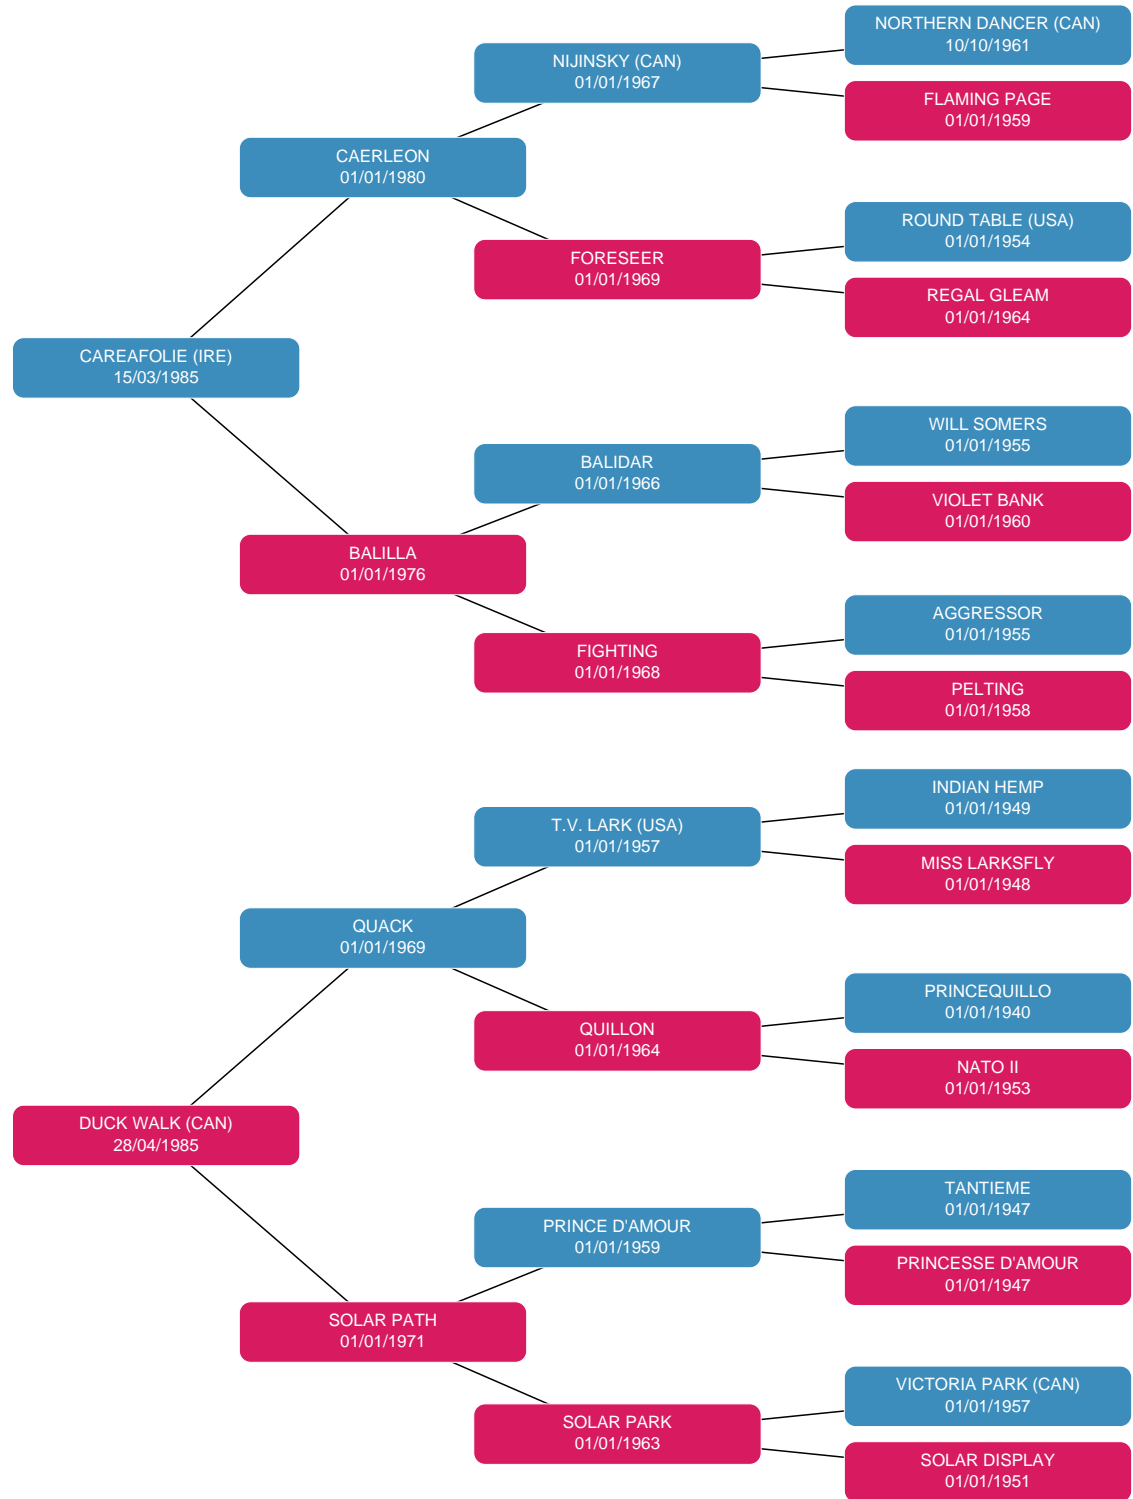 NORTHERN DANCER (CAN)
10/10/1961
NIJINSKY (CAN)
01/01/1967
FLAMING PAGE
01/01/1959
CAERLEON
01/01/1980
ROUND TABLE (USA)
01/01/1954
FORESEER
01/01/1969
REGAL GLEAM
01/01/1964
CAREAFOLIE (IRE)
15/03/1985
WILL SOMERS
01/01/1955
BALIDAR
01/01/1966
VIOLET BANK
01/01/1960
BALILLA
01/01/1976
AGGRESSOR
01/01/1955
FIGHTING
01/01/1968
PELTING
01/01/1958
INDIAN HEMP
01/01/1949
T.V. LARK (USA)
01/01/1957
MISS LARKSFLY
01/01/1948
QUACK
01/01/1969
PRINCEQUILLO
01/01/1940
QUILLON
01/01/1964
NATO II
01/01/1953
DUCK WALK (CAN)
28/04/1985
TANTIEME
01/01/1947
PRINCE D'AMOUR
01/01/1959
PRINCESSE D'AMOUR
01/01/1947
SOLAR PATH
01/01/1971
VICTORIA PARK (CAN)
01/01/1957
SOLAR PARK
01/01/1963
SOLAR DISPLAY
01/01/1951